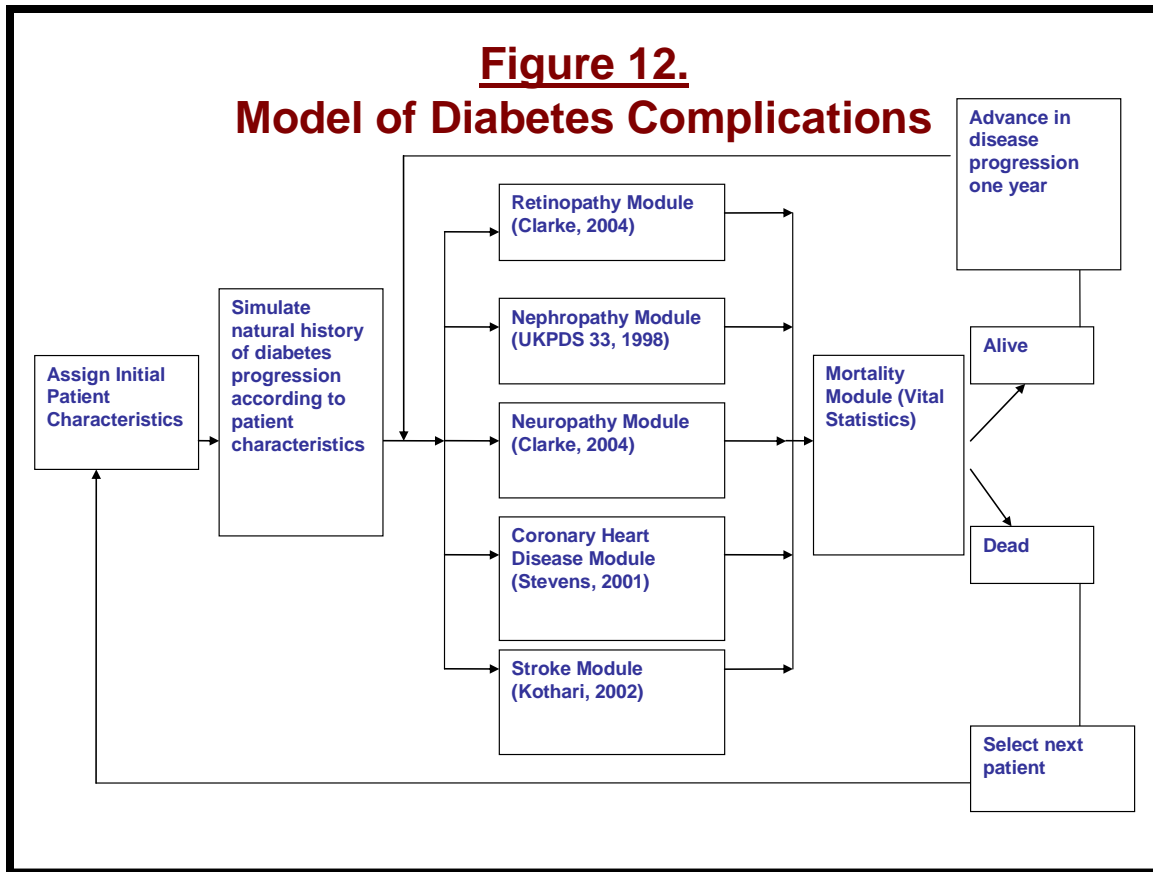 Figure 12.
Model of Diabetes Complications
Advance in
disease
progression
one year
Retinopathy Module
(Clarke, 2004)
Simulate
natural history
of diabetes
progression
according to
patient
characteristics
Nephropathy Module
(UKPDS 33, 1998)
Alive
Assign Initial
Patient
Characteristics
Mortality
Module (Vital
Statistics)
Neuropathy Module
(Clarke, 2004)
Coronary Heart
Disease Module
(Stevens, 2001)
Dead
Stroke Module
(Kothari, 2002)
Select next
patient